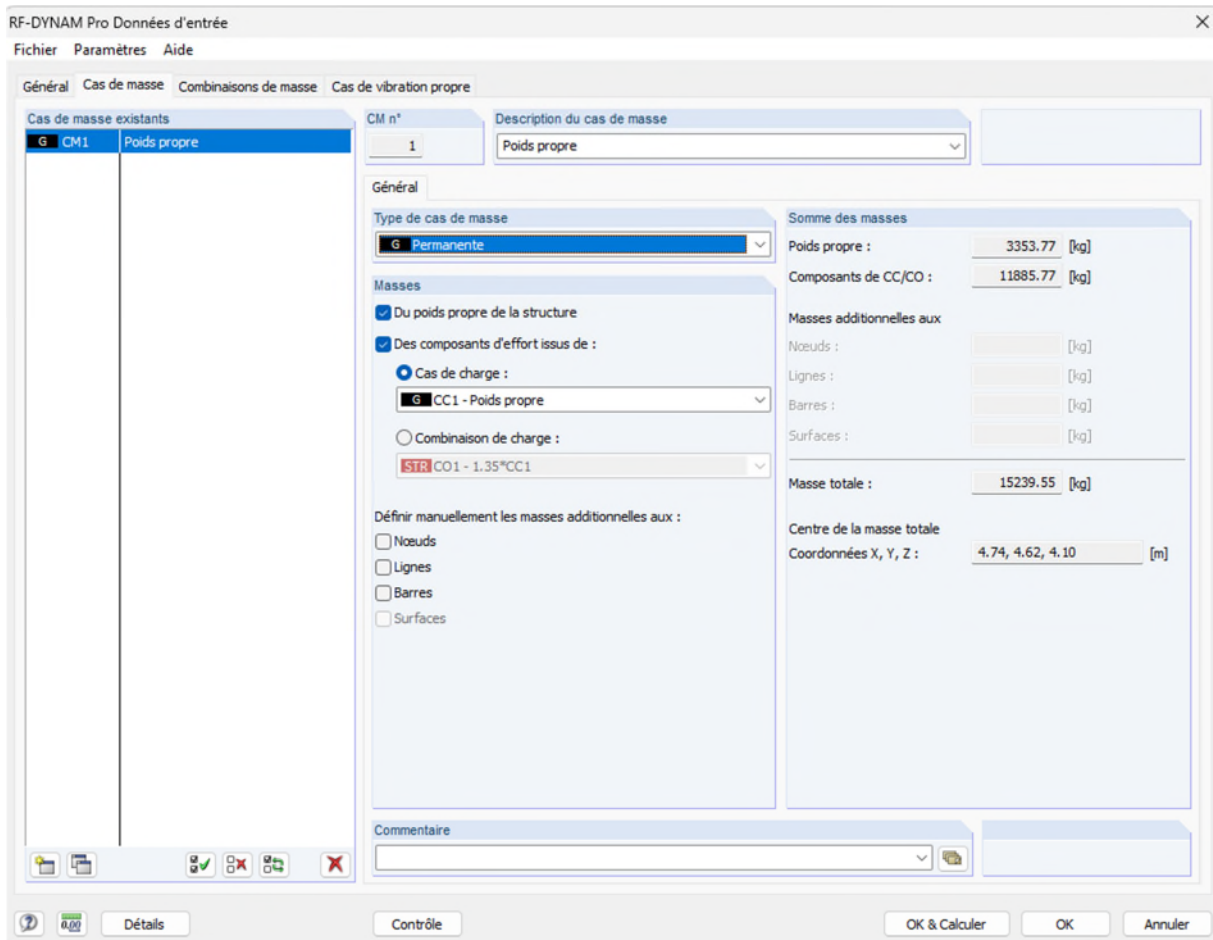 RF-DYNAM Pro Données d'entrée
Fichier Paramètres Aide
Général Cas de masse Combinaisons de masse Cas de vibration propre
Cas de masse existants
G CM1 Poids propre
CM n°
1
Description du cas de masse
Poids propre
Général
Type de cas de masse
G Permanente
Masses
Du poids propre de la structure
Des composants d'effort issus de :
Cas de charge :
G CC1 - Poids propre
Combinaison de charge :
STR CO1 - 1.35*CC1
Définir manuellement les masses additionnelles aux :
Nœuds
Lignes
Barres
Surfaces
Somme des masses
Poids propre : 3353.77 [kg]
Composants de CC/CO : 11885.77 [kg]
Masses additionnelles aux
Nœuds : [kg]
Lignes : [kg]
Barres : [kg]
Surfaces : [kg]
Masse totale : 15239.55 [kg]
Centre de la masse totale
Coordonnées X, Y, Z : 4.74, 4.62, 4.10 [m]
Commentaire
0.00 Détails Contrôle OK & Calculer OK Annuler